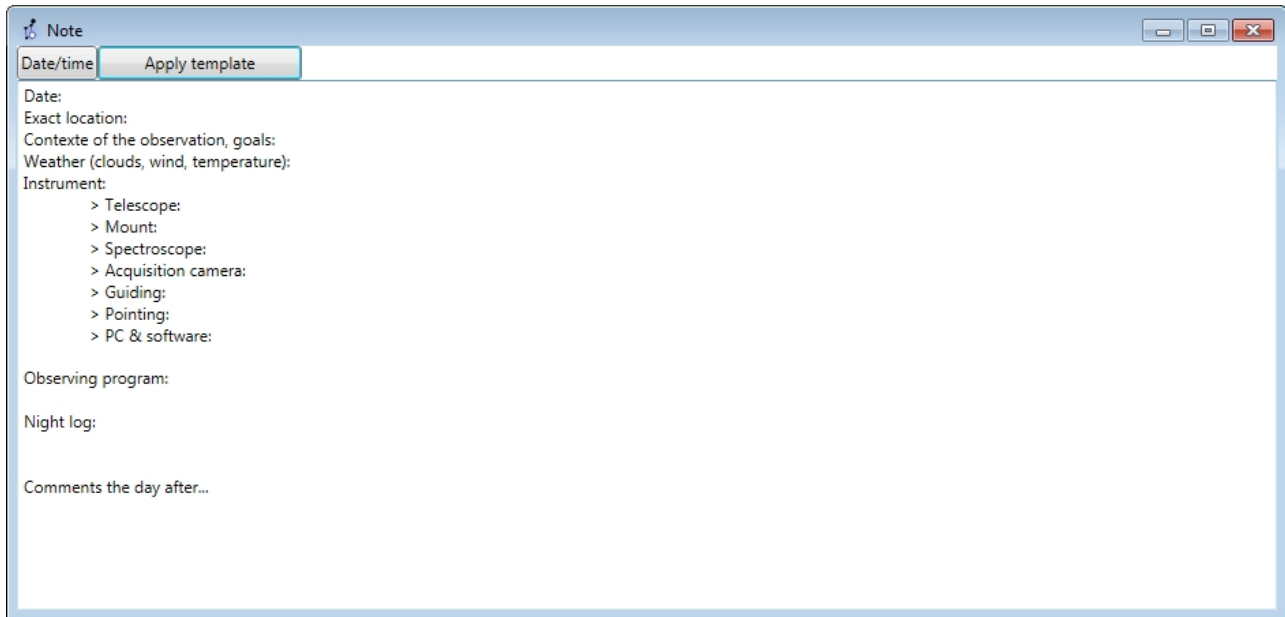 Note
Date/time Apply template
Date:
Exact location:
Contexte of the observation, goals:
Weather (clouds, wind, temperature):
Instrument:
> Telescope:
> Mount:
> Spectroscope:
> Acquisition camera:
> Guiding:
> Pointing:
> PC & software:
Observing program:
Night log:
Comments the day after...